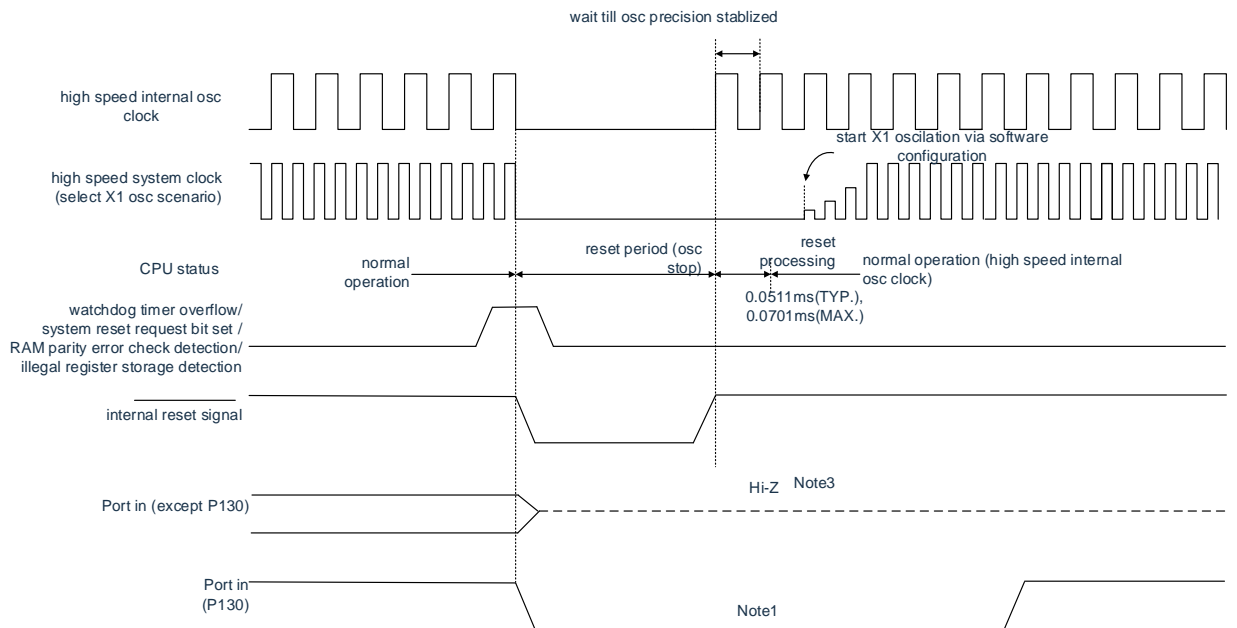 wait till osc precision stablized
high speed internal osc
clock
start X1 oscilation via software
configuration
high speed system clock
(select X1 osc scenario)
CPU status
normal
operation
reset period (osc
stop)
reset
processing
normal operation (high speed internal
osc clock)
0.0511ms(TYP.),
0.0701ms(MAX.)
watchdog timer overflow/
system reset request bit set /
RAM parity error check detection/
illegal register storage detection
internal reset signal
Hi-Z
Note3
Port in (except P130)
Port in
(P130)
Note1